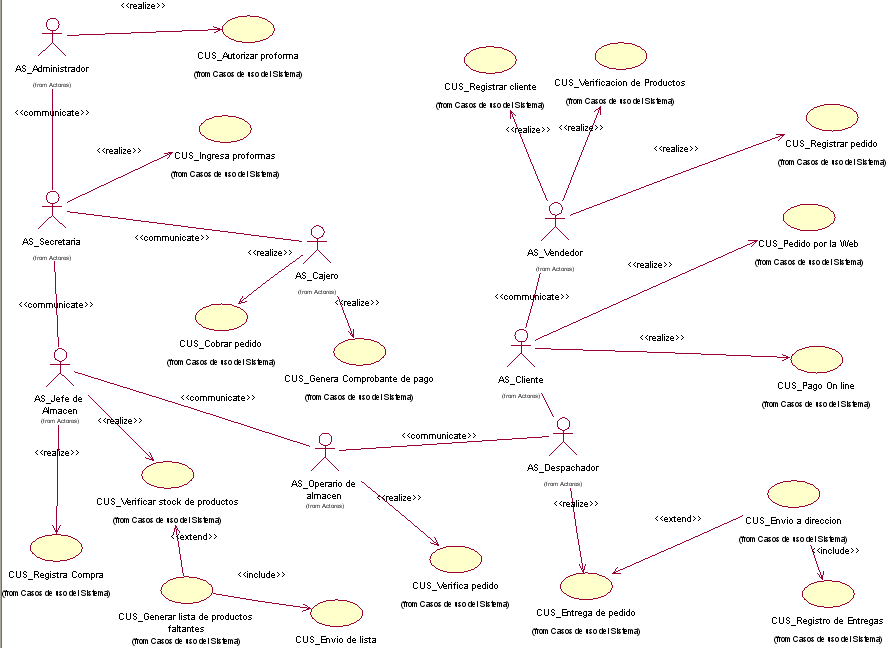 <<realize>>
CUS_Autorizar proforma
(from Casos de uso del Sistema)
AS_Administrador
(from Actores)
<<communicate>>
<<realize>>
CUS_Ingresa proformas
(from Casos de uso del Sistema)
AS_Secretaria
(from Actores)
<<communicate>>
<<realize>>
AS_Cajero
(from Actores)
<<communicate>>
<<realize>>
CUS_Cobrar pedido
(from Casos de uso del Sistema)
CUS_Genera Comprobante de pago
(from Casos de uso del Sistema)
AS_Jefe de
Almacen
(from Actores)
<<communicate>>
<<realize>>
<<realize>>
CUS_Verificar stock de productos
(from Casos de uso del Sistema)
<<extend>>
CUS_Registra Compra
(from Casos de uso del Sistema)
<<include>>
CUS_Generar lista de productos
faltantes
(from Casos de uso del Sistema)
CUS_Envio de lista
CUS_Registrar cliente
(from Casos de uso del Sistema)
CUS_Verificacion de Productos
(from Casos de uso del Sistema)
<<realize>>
<<realize>>
<<realize>>
CUS_Registrar pedido
(from Casos de uso del Sistema)
AS_Vendedor
(from Actores)
<<realize>>
CUS_Pedido por la Web
(from Casos de uso del Sistema)
<<communicate>>
<<realize>>
AS_Cliente
(from Actores)
CUS_Pago On line
(from Casos de uso del Sistema)
<<communicate>>
AS_Operario de
almacen
(from Actores)
AS_Despachador
(from Actores)
<<realize>>
<<realize>>
<<extend>>
CUS_Envio a direccion
(from Casos de uso del Sistema)
<<include>>
CUS_Verifica pedido
(from Casos de uso del Sistema)
CUS_Entrega de pedido
(from Casos de uso del Sistema)
CUS_Registro de Entregas
(from Casos de uso del Sistema)